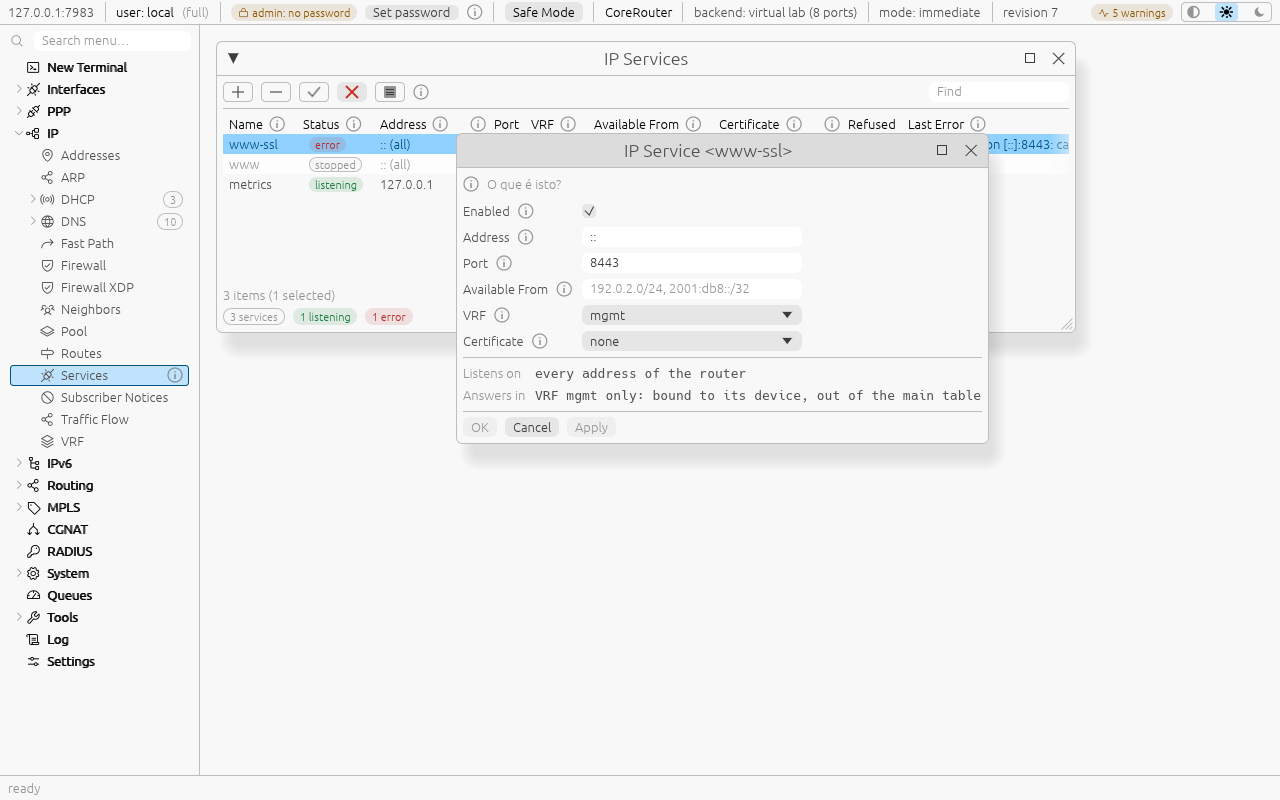 127.0.0.1:7983 user: local (full) admin: no password Set password Safe Mode CoreRouter backend: virtual lab (8 ports) mode: immediate revision 7 5 warnings
Search menu...
New Terminal
Interfaces
PPP
IP
Addresses
ARP
DHCP 3
DNS 10
Fast Path
Firewall
Firewall XDP
Neighbors
Pool
Routes
Services
Subscriber Notices
Traffic Flow
VRF
IPv6
Routing
MPLS
CGNAT
RADIUS
System
Queues
Tools
Log
Settings
IP Services
Find
Name Status Address Port VRF Available From Certificate Refused Last Error
www-ssl error :: (all) on [::]:8443: ca
www stopped :: (all)
metrics listening 127.0.0.1
3 items (1 selected)
3 services 1 listening 1 error
IP Service <www-ssl>
O que é isto?
Enabled
Address ::
Port 8443
Available From 192.0.2.0/24, 2001:db8::/32
VRF mgmt
Certificate none
Listens on every address of the router
Answers in VRF mgmt only: bound to its device, out of the main table
OK Cancel Apply
ready